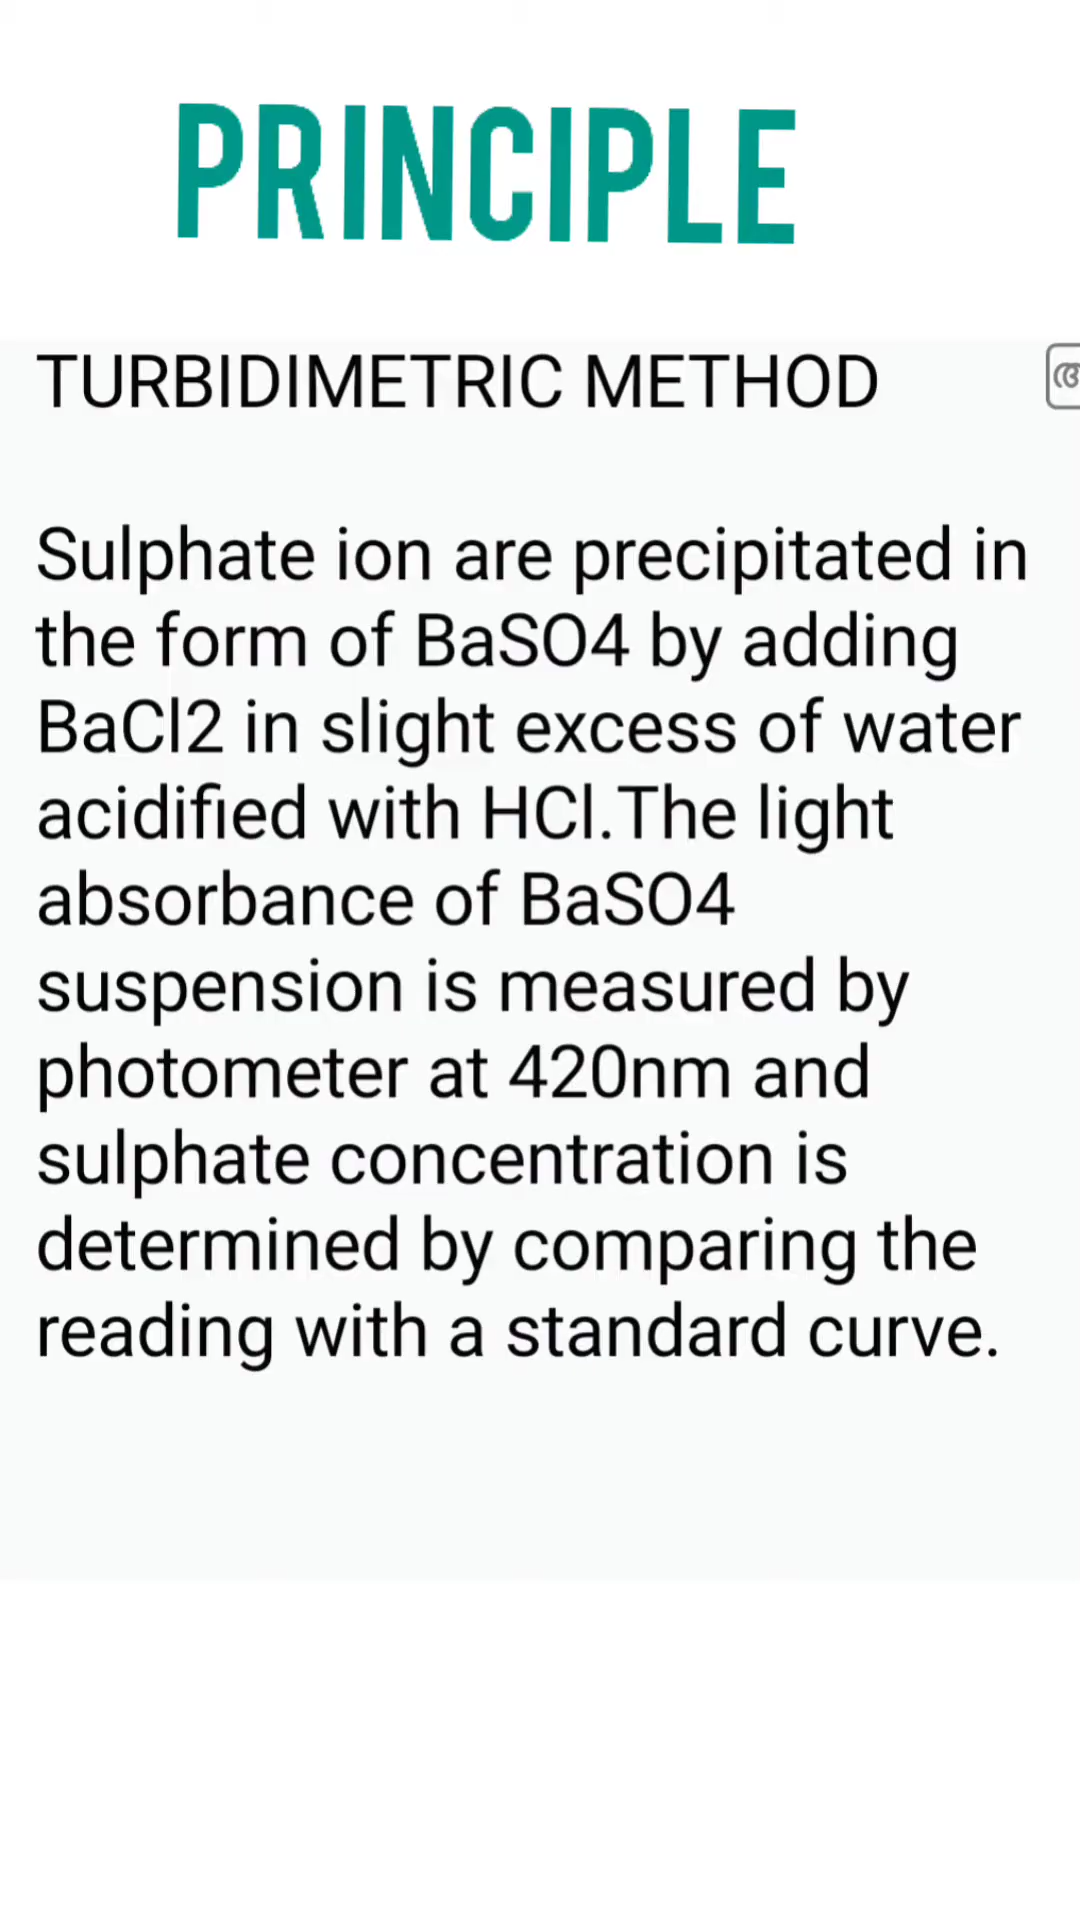 PRINCIPLE
TURBIDIMETRIC METHOD
Sulphate ion are precipitated in
the form of BaSO4 by adding
BaCl2 in slight excess of water
acidified with HCl.The light
absorbance of BaSO4
suspension is measured by
photometer at 420nm and
sulphate concentration is
determined by comparing the
reading with a standard curve.